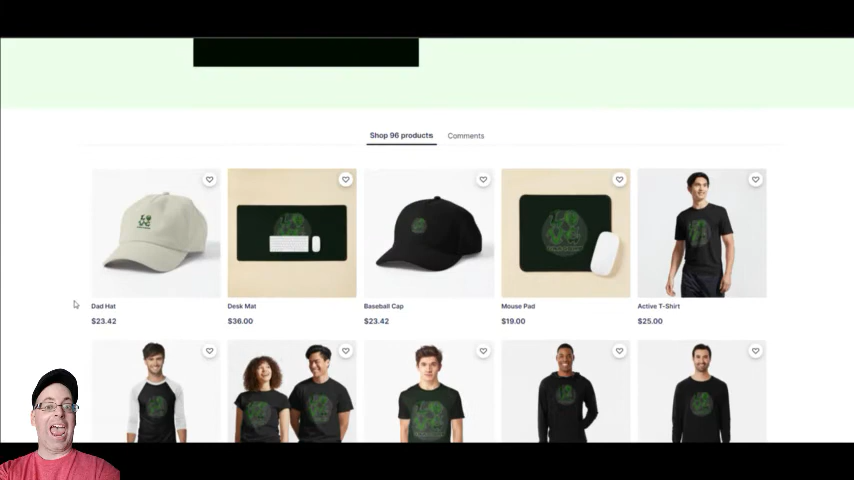 Shop 96 products Comments
Dad Hat Desk Mat Baseball Cap Mouse Pad Active T-Shirt
$23.42 $36.00 $23.42 $19.00 $25.00